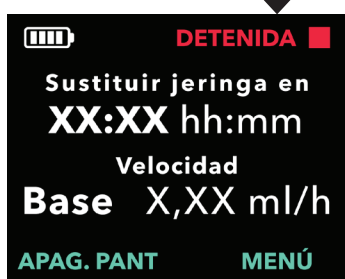 DETENIDA
Sustituir jeringa en
XX:XX hh:mm
Velocidad
Base X,XX ml/h
APAG. PANT MENÚ